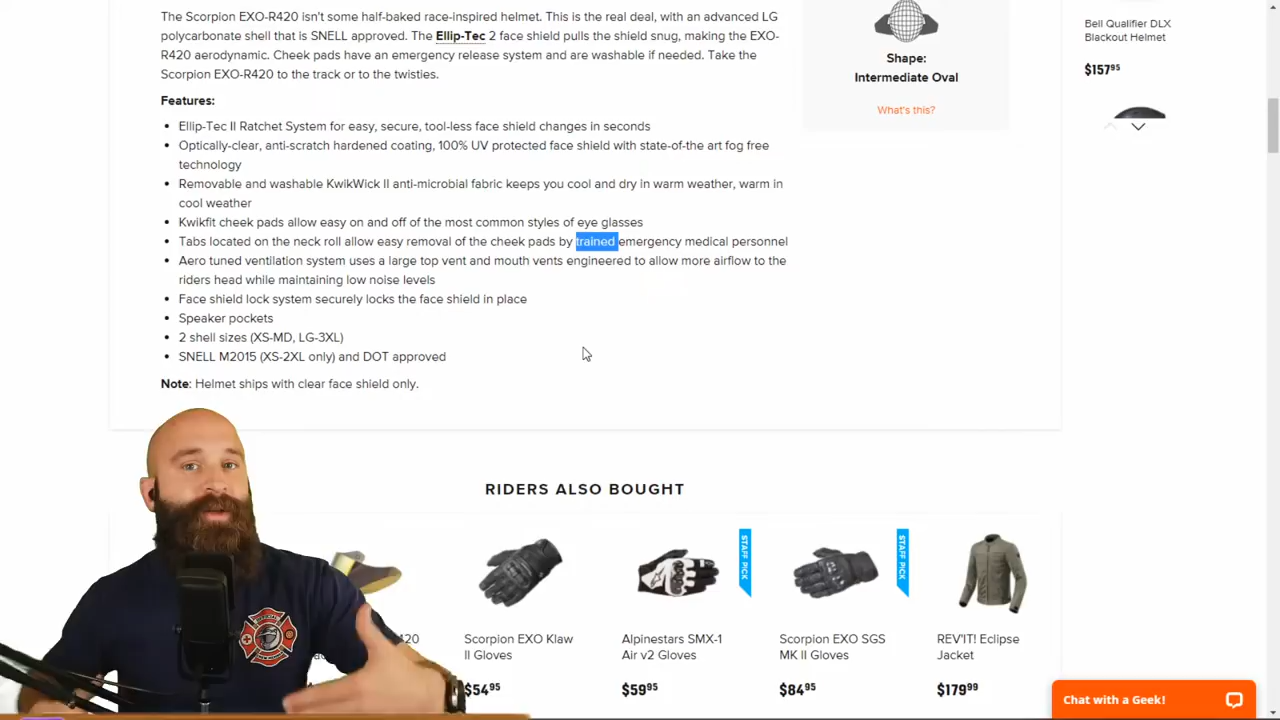 The Scorpion EXO-R420 isn't some half-baked race-inspired helmet. This is the real deal, with an advanced LG
polycarbonate shell that is SNELL approved. The Ellip-Tec 2 face shield pulls the shield snug, making the EXO-
R420 aerodynamic. Cheek pads have an emergency release system and are washable if needed. Take the
Scorpion EXO-R420 to the track or to the twisties.
Features:
Ellip-Tec II Ratchet System for easy, secure, tool-less face shield changes in seconds
Optically-clear, anti-scratch hardened coating, 100% UV protected face shield with state-of-the art fog free
technology
Removable and washable KwikWick II anti-microbial fabric keeps you cool and dry in warm weather, warm in
cool weather
Kwikfit cheek pads allow easy on and off of the most common styles of eye glasses
Tabs located on the neck roll allow easy removal of the cheek pads by trained emergency medical personnel
Aero tuned ventilation system uses a large top vent and mouth vents engineered to allow more airflow to the
riders head while maintaining low noise levels
Face shield lock system securely locks the face shield in place
Speaker pockets
2 shell sizes (XS-MD, LG-3XL)
SNELL M2015 (XS-2XL only) and DOT approved
Note: Helmet ships with clear face shield only.
Shape:
Intermediate Oval
What's this?
Bell Qualifier DLX
Blackout Helmet
$157.95
RIDERS ALSO BOUGHT
STAFF PICK
STAFF PICK
420
Scorpion EXO Klaw
II Gloves
$54.95
Alpinestars SMX-1
Air v2 Gloves
$59.95
Scorpion EXO SGS
MK II Gloves
$84.95
REV'IT! Eclipse
Jacket
$179.99
Chat with a Geek!